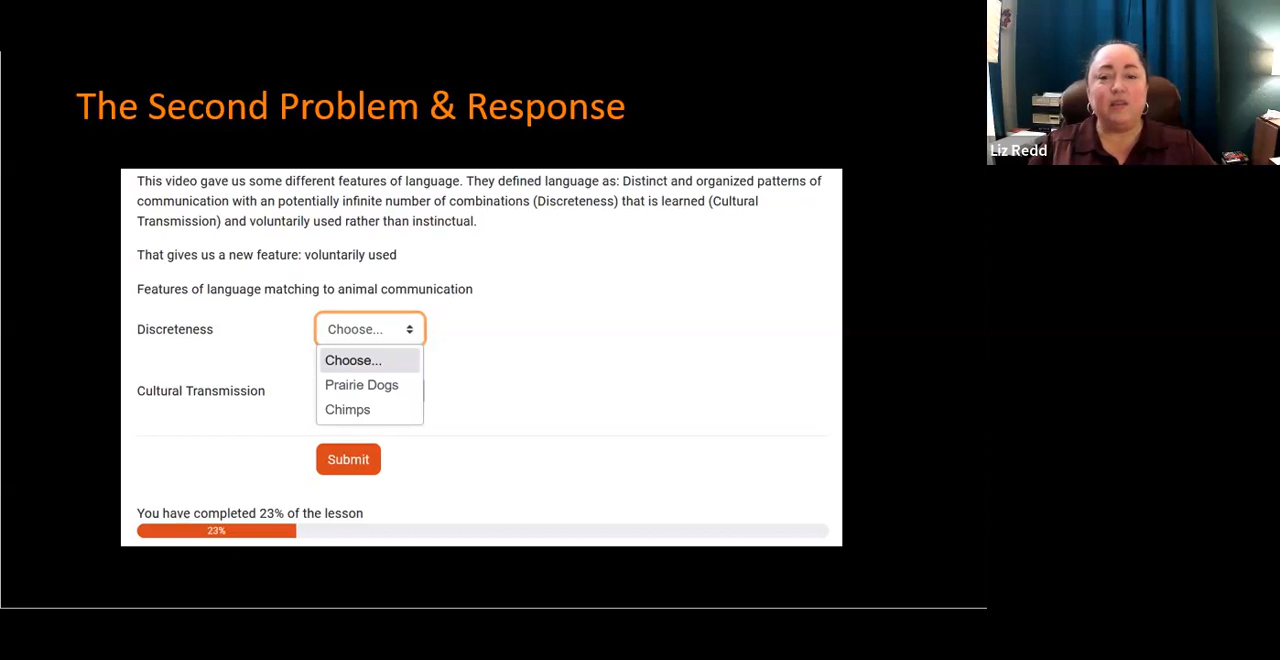 The Second Problem & Response
Liz Redd
This video gave us some different features of language. They defined language as: Distinct and organized patterns of
communication with an potentially infinite number of combinations (Discreteness) that is learned (Cultural
Transmission) and voluntarily used rather than instinctual.
That gives us a new feature: voluntarily used
Features of language matching to animal communication
Discreteness
Choose...
Choose...
Prairie Dogs
Cultural Transmission
Chimps
Submit
You have completed 23% of the lesson
23%